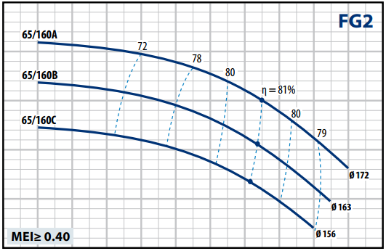 FG2
65/160A
72
78
65/160B
80
η = 81%
65/160C
80
79
Ø 172
Ø 163
Ø 156
MEI≥ 0.40